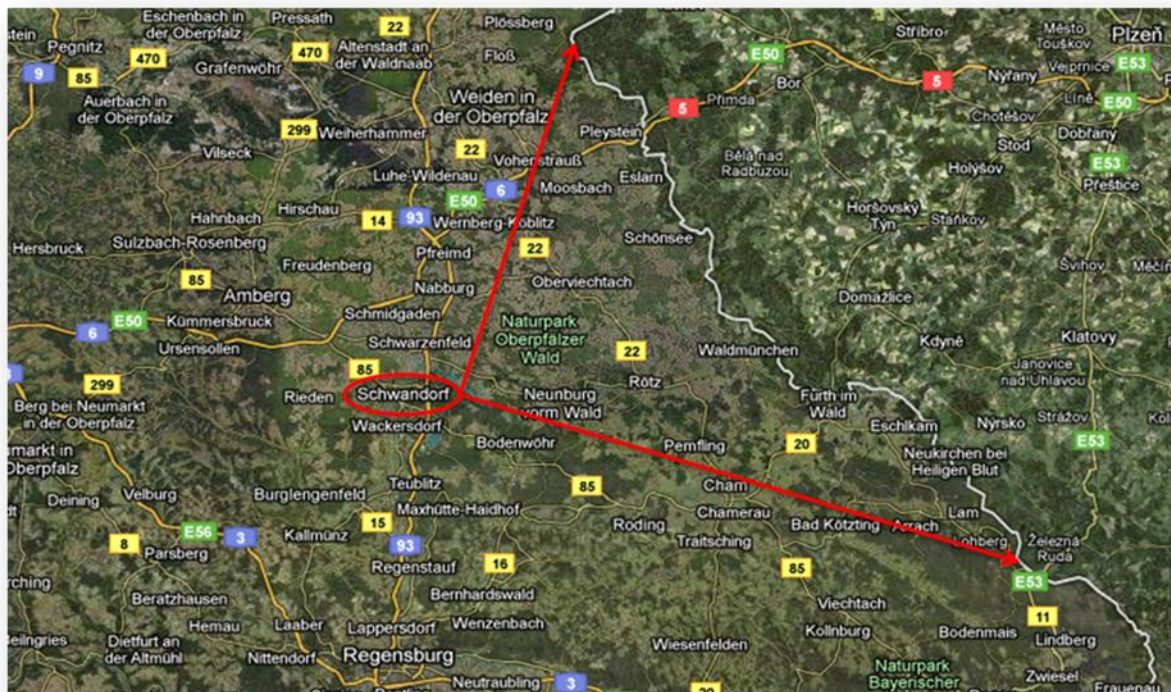 Eschenbach in
der Oberpfalz
Pressath
22
Plössberg
Stříbro
Město
Touškov
Plzeň
Pegnitz
470
470
Altenstadt an
der Waldnaab
Floß
E50
Vejprnice
E53
9
85
Grafenwöhr
Bor
5
Nýřany
Auerbach in
der Oberpfalz
Weiden in
der Oberpfalz
5
Přimda
Líně
E50
Chotěšov
299
Weiherhammer
Pleystein
Dobřany
Stod
Vilseck
22
Vohenstrauß
Bělá nad
Radbuzou
Holýšov
E53
Luhe-Wildenau
6
Moosbach
Eslarn
Přeštice
E50
Hahnbach
Hirschau
14
93
Wernberg-Köblitz
Horšovský
Týn
Staňkov
Hersbruck
Sulzbach-Rosenberg
Pfreimd
22
Schönsee
Freudenberg
Švihov
85
Nabburg
Oberviechtach
Amberg
Domažlice
E50
Kümmersbruck
Schmidgaden
Naturpark
Oberpfälzer
Wald
6
Ursensollen
Schwarzenfeld
22
Waldmünchen
Kdyně
Klatovy
85
Janovice
nad Úhlavou
299
Rieden
Schwandorf
Neunburg
vorm Wald
Rötz
Furth im
Wald
Berg bei Neumarkt
in der Oberpfalz
Wackersdorf
Eschlkam
Nýrsko
Strážov
Bodenwöhr
Pemfling
20
E53
Neukirchen bei
Heiligen Blut
Oberpfalz
Teublitz
Cham
Velburg
Burglengenfeld
85
Deining
Maxhütte-Haidhof
Chamerau
Lam
E56
3
15
Roding
Bad Kötzting
Arrach
8
Parsberg
Kallmünz
93
Traitsching
Lohberg
Železná
Ruda
Regenstauf
16
85
E53
Beratzhausen
Bernhardswald
Viechtach
11
Hemau
Laaber
Lappersdorf
Wenzenbach
Kollnburg
Bodenmais
Lindberg
Beilngries
Dietfurt an
der Altmühl
Nittendorf
Regensburg
Wiesenfelden
Naturpark
Bayerischer
Zwiesel
Neutraubling
3
Frauenau